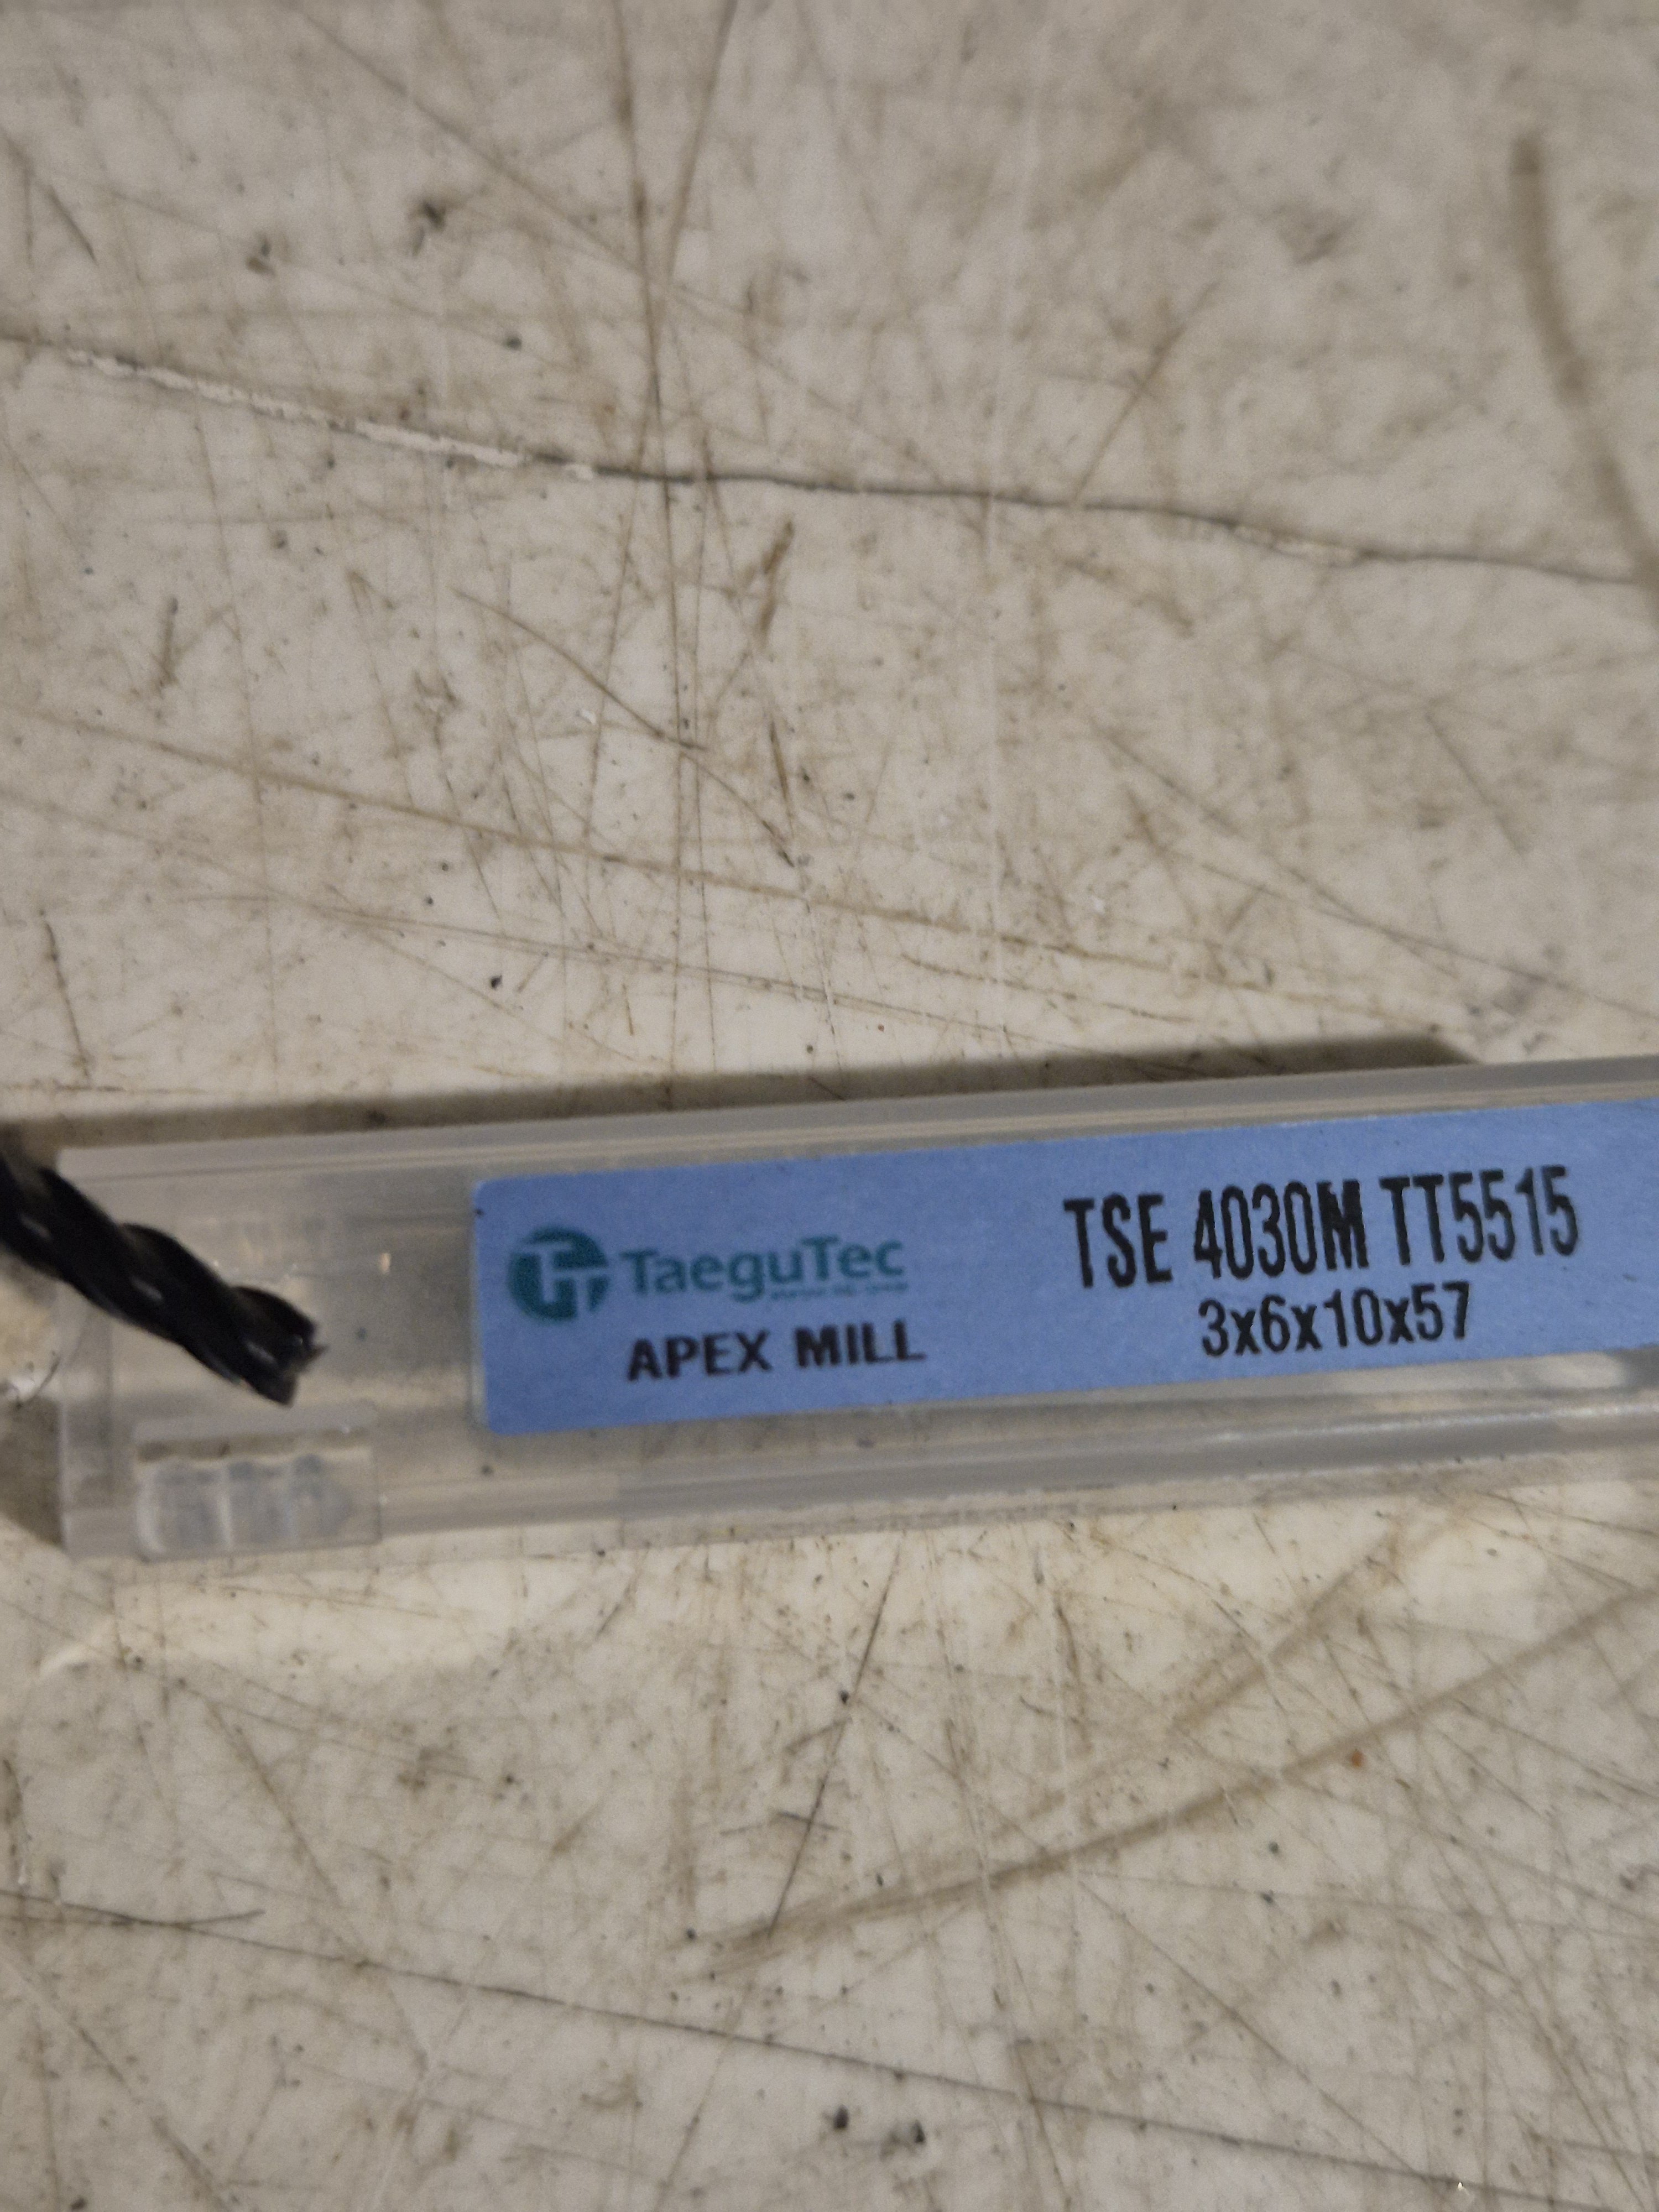 TaeguTec
APEX MILL
TSE 4030M TT5515
3x6x10x57